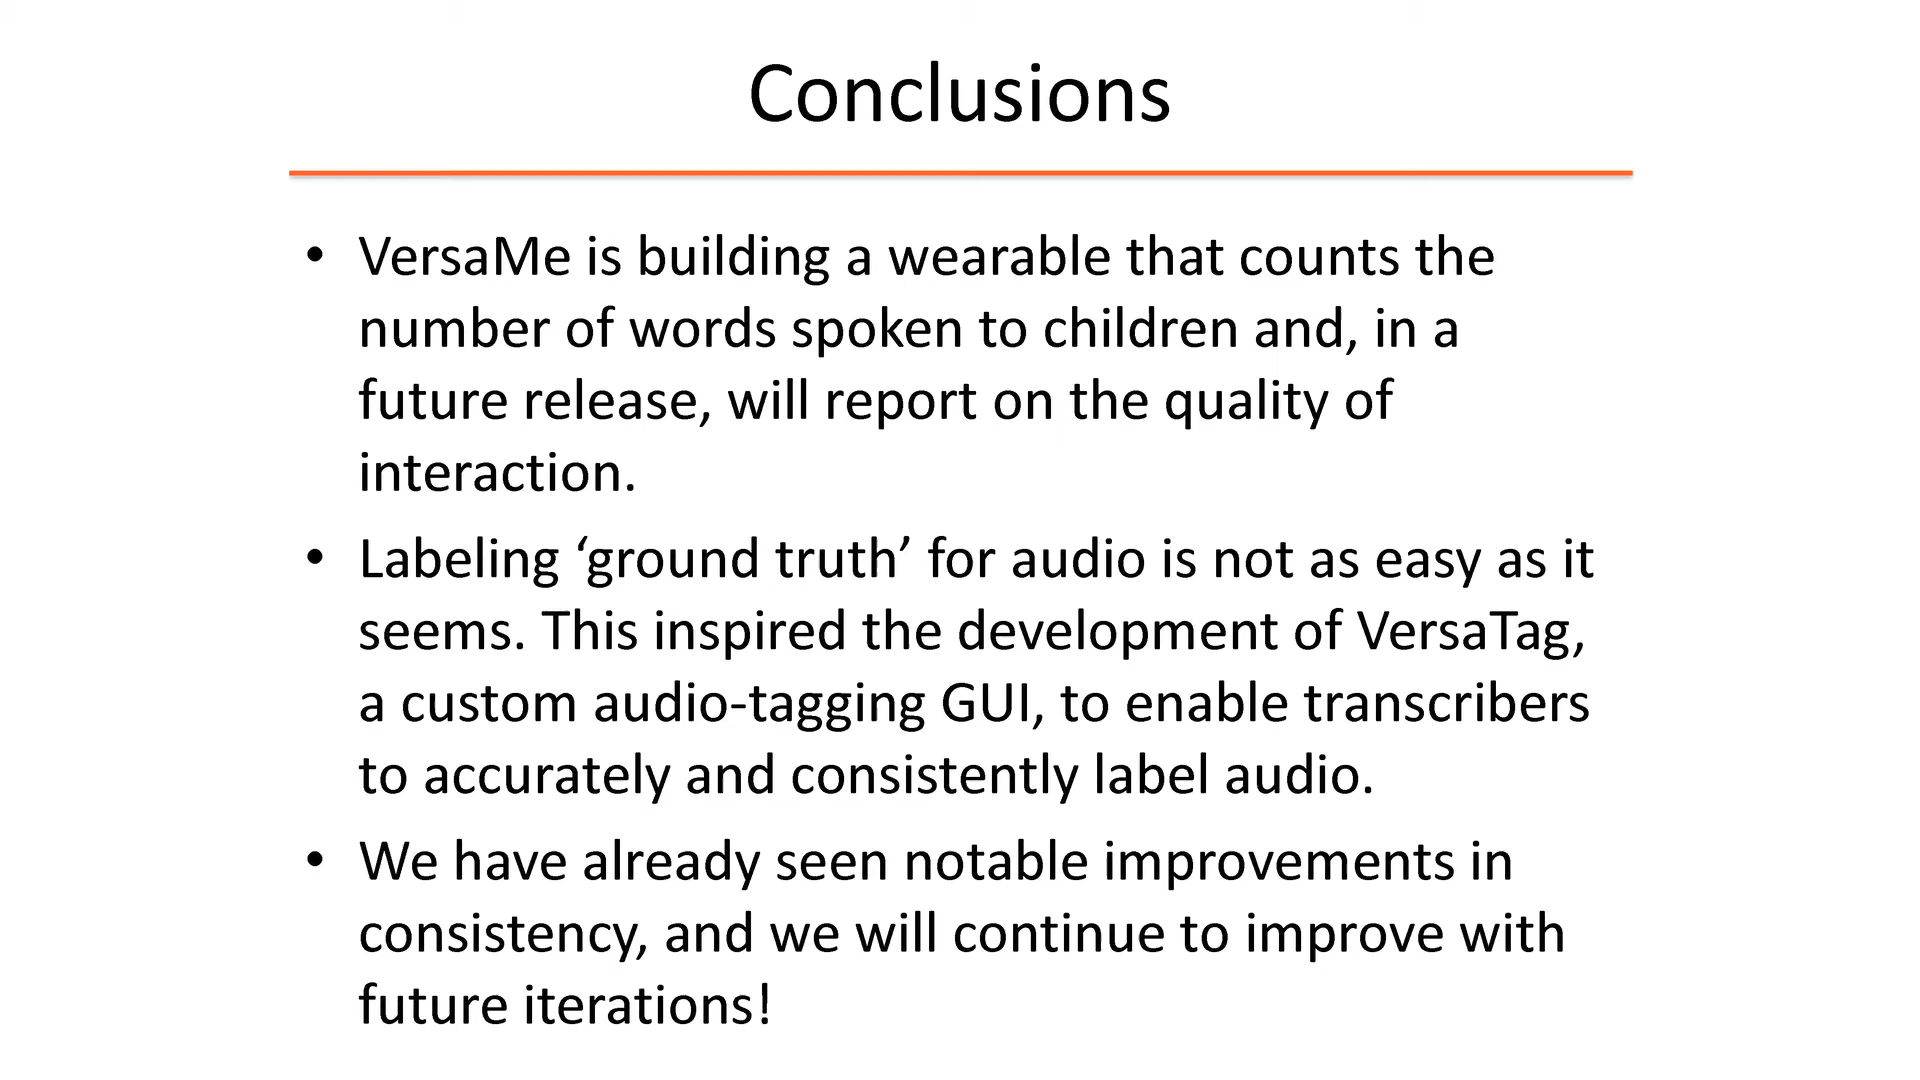 Conclusions
• VersaMe is building a wearable that counts the
number of words spoken to children and, in a
future release, will report on the quality of
interaction.
• Labeling ‘ground truth’ for audio is not as easy as it
seems. This inspired the development of VersaTag,
a custom audio-tagging GUI, to enable transcribers
to accurately and consistently label audio.
• We have already seen notable improvements in
consistency, and we will continue to improve with
future iterations!